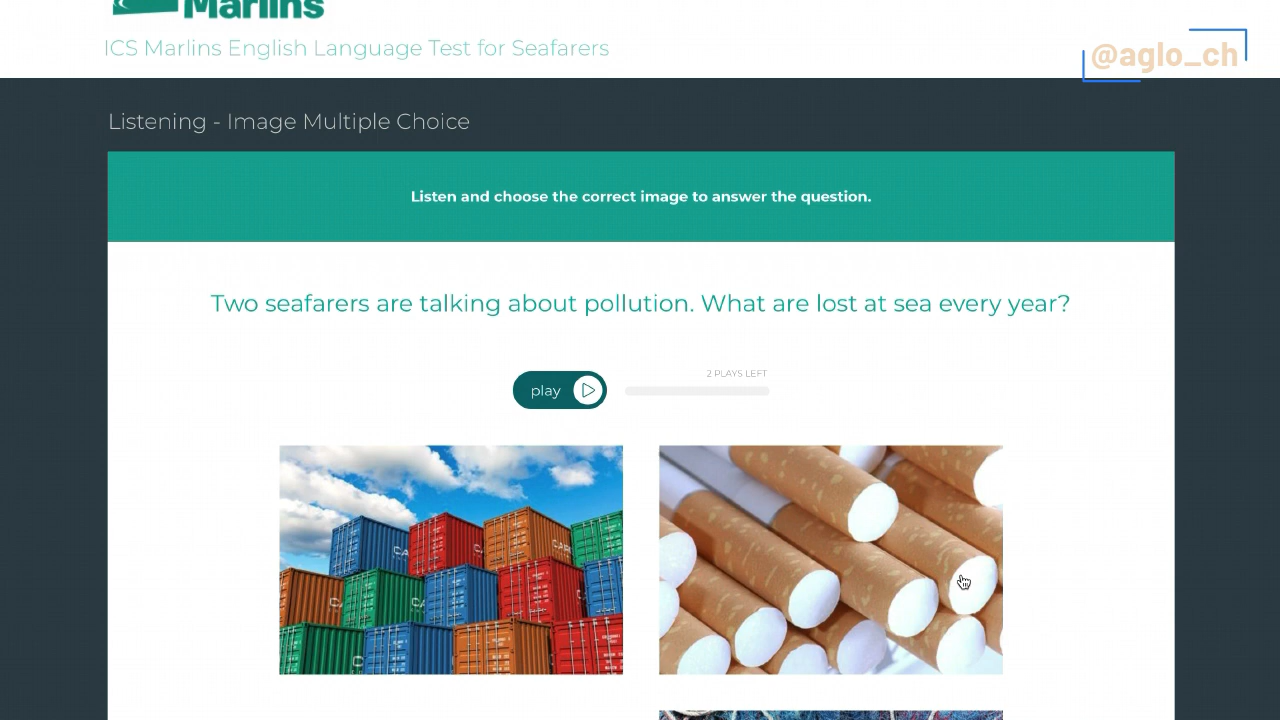 Marlins
ICS Marlins English Language Test for Seafarers
@aglo_ch
Listening - Image Multiple Choice
Listen and choose the correct image to answer the question.
Two seafarers are talking about pollution. What are lost at sea every year?
2 PLAYS LEFT
play